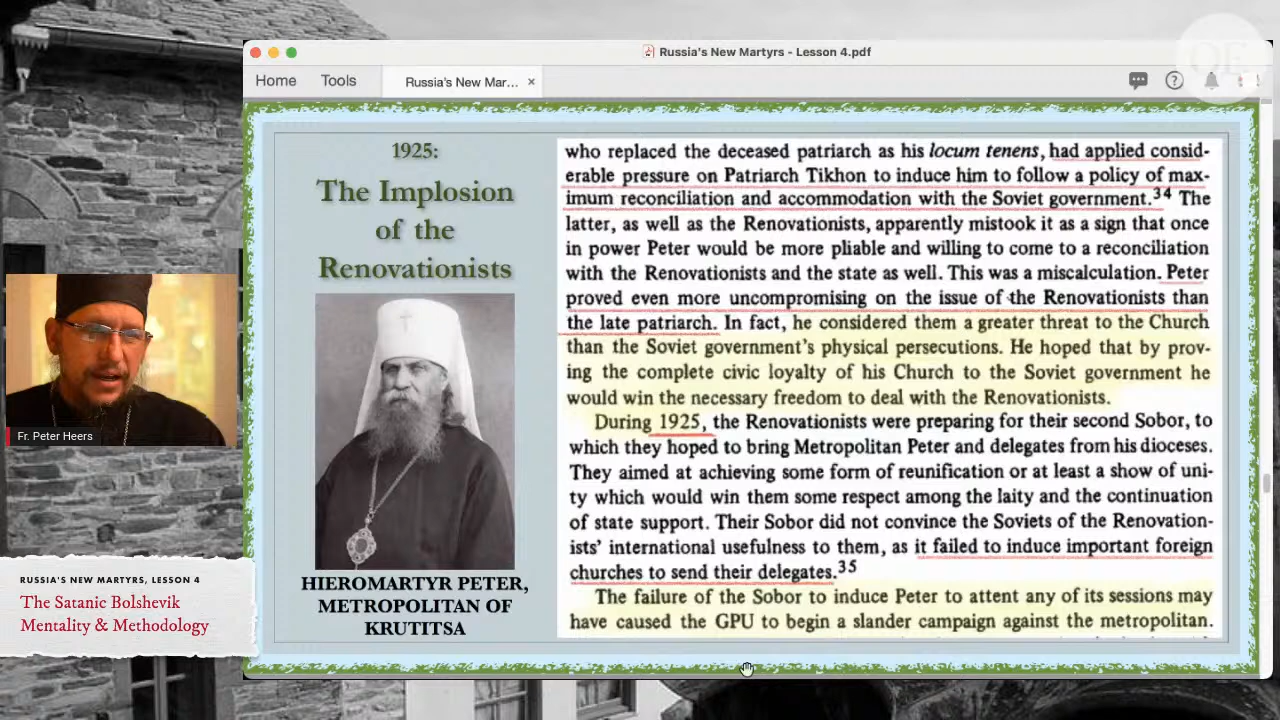 Russia's New Martyrs - Lesson 4.pdf
Home
Tools
Russia's New Mar...
1925:
The Implosion
of the
Renovationists
HIEROMARTYR PETER,
METROPOLITAN OF
KRUTITSA
who replaced the deceased patriarch as his locum tenens, had applied consid-
erable pressure on Patriarch Tikhon to induce him to follow a policy of max-
imum reconciliation and accommodation with the Soviet government.34 The
latter, as well as the Renovationists, apparently mistook it as a sign that once
in power Peter would be more pliable and willing to come to a reconciliation
with the Renovationists and the state as well. This was a miscalculation. Peter
proved even more uncompromising on the issue of the Renovationists than
the late patriarch. In fact, he considered them a greater threat to the Church
than the Soviet government's physical persecutions. He hoped that by prov-
ing the complete civic loyalty of his Church to the Soviet government he
would win the necessary freedom to deal with the Renovationists.
During 1925, the Renovationists were preparing for their second Sobor, to
which they hoped to bring Metropolitan Peter and delegates from his dioceses.
They aimed at achieving some form of reunification or at least a show of uni-
ty which would win them some respect among the laity and the continuation
of state support. Their Sobor did not convince the Soviets of the Renovation-
ists' international usefulness to them, as it failed to induce important foreign
churches to send their delegates.35
The failure of the Sobor to induce Peter to attent any of its sessions may
have caused the GPU to begin a slander campaign against the metropolitan.
Fr. Peter Heers
RUSSIA'S NEW MARTYRS, LESSON 4
The Satanic Bolshevik
Mentality & Methodology